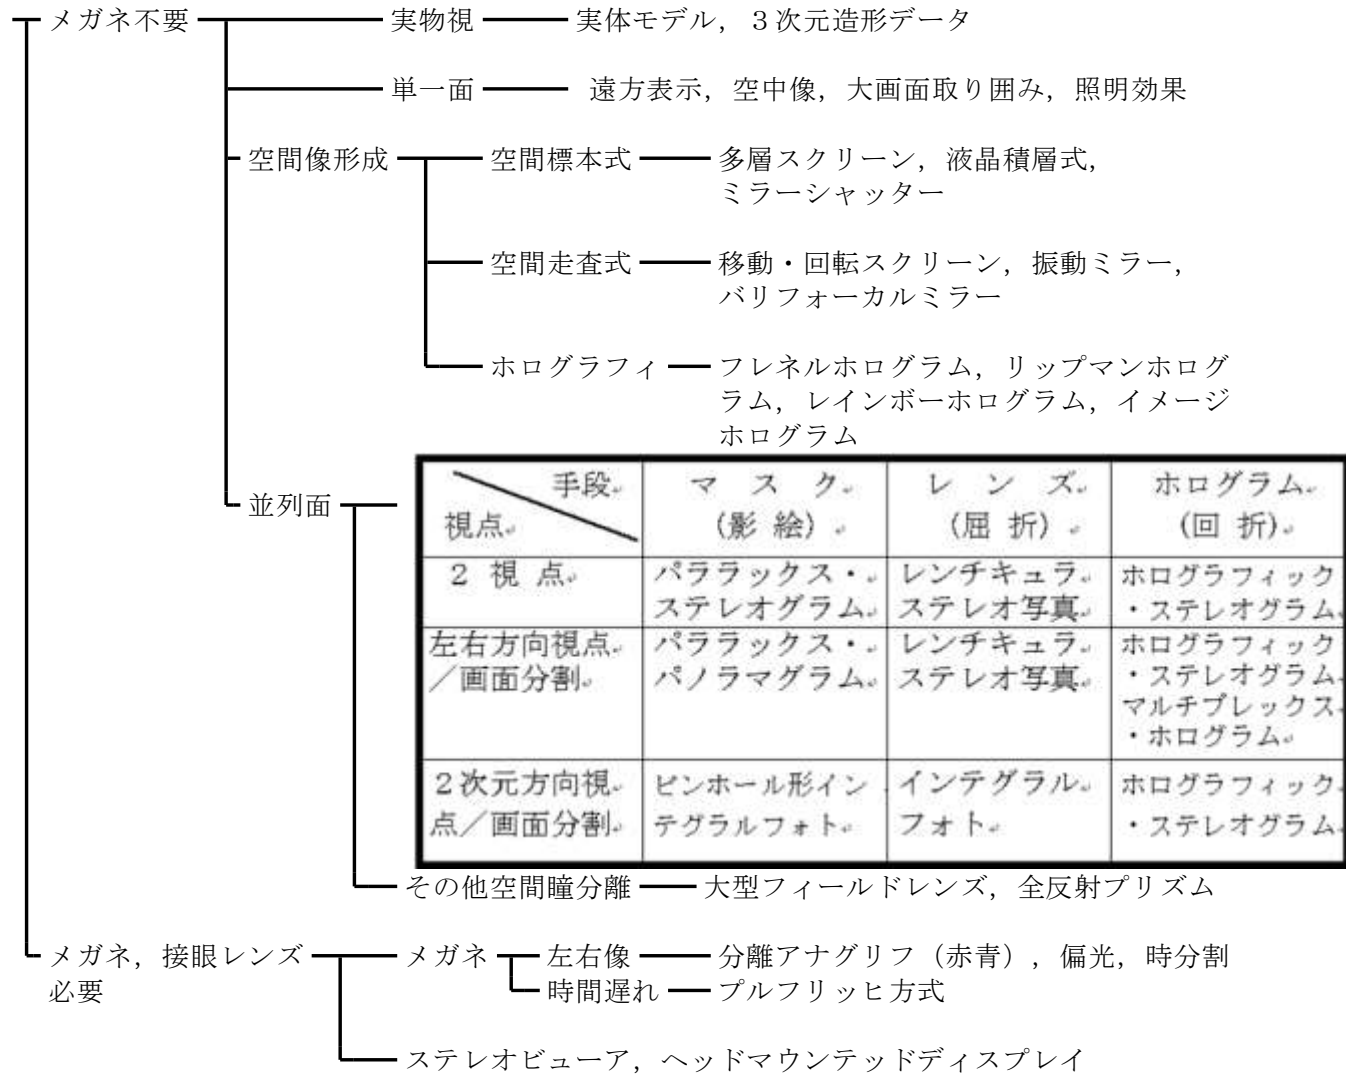 メガネ不要 実物視 実体モデル，３次元造形データ
単一面 遠方表示，空中像，大画面取り囲み，照明効果
空間像形成 空間標本式 多層スクリーン，液晶積層式，
ミラーシャッター
空間走査式 移動・回転スクリーン，振動ミラー，
バリフォーカルミラー
ホログラフィ フレネルホログラム，リップマンホログ
ラム，レインボーホログラム，イメージ
ホログラム
並列面
手段 マスク レンズ ホログラム
視点 (影絵) (屈折) (回折)
２視点 パララックス・ レンチキュラ ホログラフィック
ステレオグラム ステレオ写真 ・ステレオグラム
左右方向視点 パララックス・ レンチキュラ ホログラフィック
／画面分割 パノラマグラム ステレオ写真 ・ステレオグラム
マルチプレックス
・ホログラム
２次元方向視 ピンホール形イン インテグラル ホログラフィック
点／画面分割 テグラルフォト フォト ・ステレオグラム
その他空間瞳分離 大型フィールドレンズ，全反射プリズム
メガネ，接眼レンズ メガネ 左右像 分離アナグリフ（赤青），偏光，時分割
必要 時間遅れ プルフリッヒ方式
ステレオビューア，ヘッドマウンテッドディスプレイ